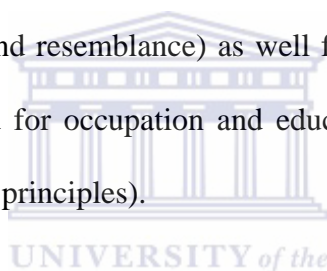 nd resemblance) as well f
for occupation and educ
principles).
UNIVERSITY of the